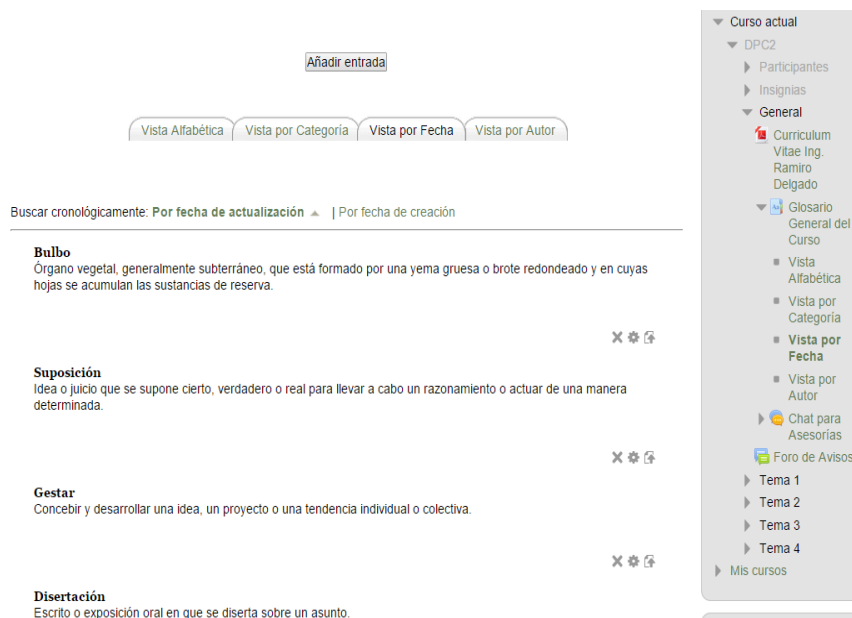 Añadir entrada
Vista Alfabética
Vista por Categoría
Vista por Fecha
Vista por Autor
Buscar cronológicamente: Por fecha de actualización | Por fecha de creación
Bulbo
Órgano vegetal, generalmente subterráneo, que está formado por una yema gruesa o brote redondeado y en cuyas
hojas se acumulan las sustancias de reserva.
Suposición
Idea o juicio que se supone cierto, verdadero o real para llevar a cabo un razonamiento o actuar de una manera
determinada.
Gestar
Concebir y desarrollar una idea, un proyecto o una tendencia individual o colectiva.
Disertación
Escrito o exposición oral en que se diserta sobre un asunto.
Curso actual
DPC2
Participantes
Insignias
General
Curriculum
Vitae Ing.
Ramiro
Delgado
Glosario
General del
Curso
Vista
Alfabética
Vista por
Categoría
Vista por
Fecha
Vista por
Autor
Chat para
Asesorías
Foro de Avisos
Tema 1
Tema 2
Tema 3
Tema 4
Mis cursos